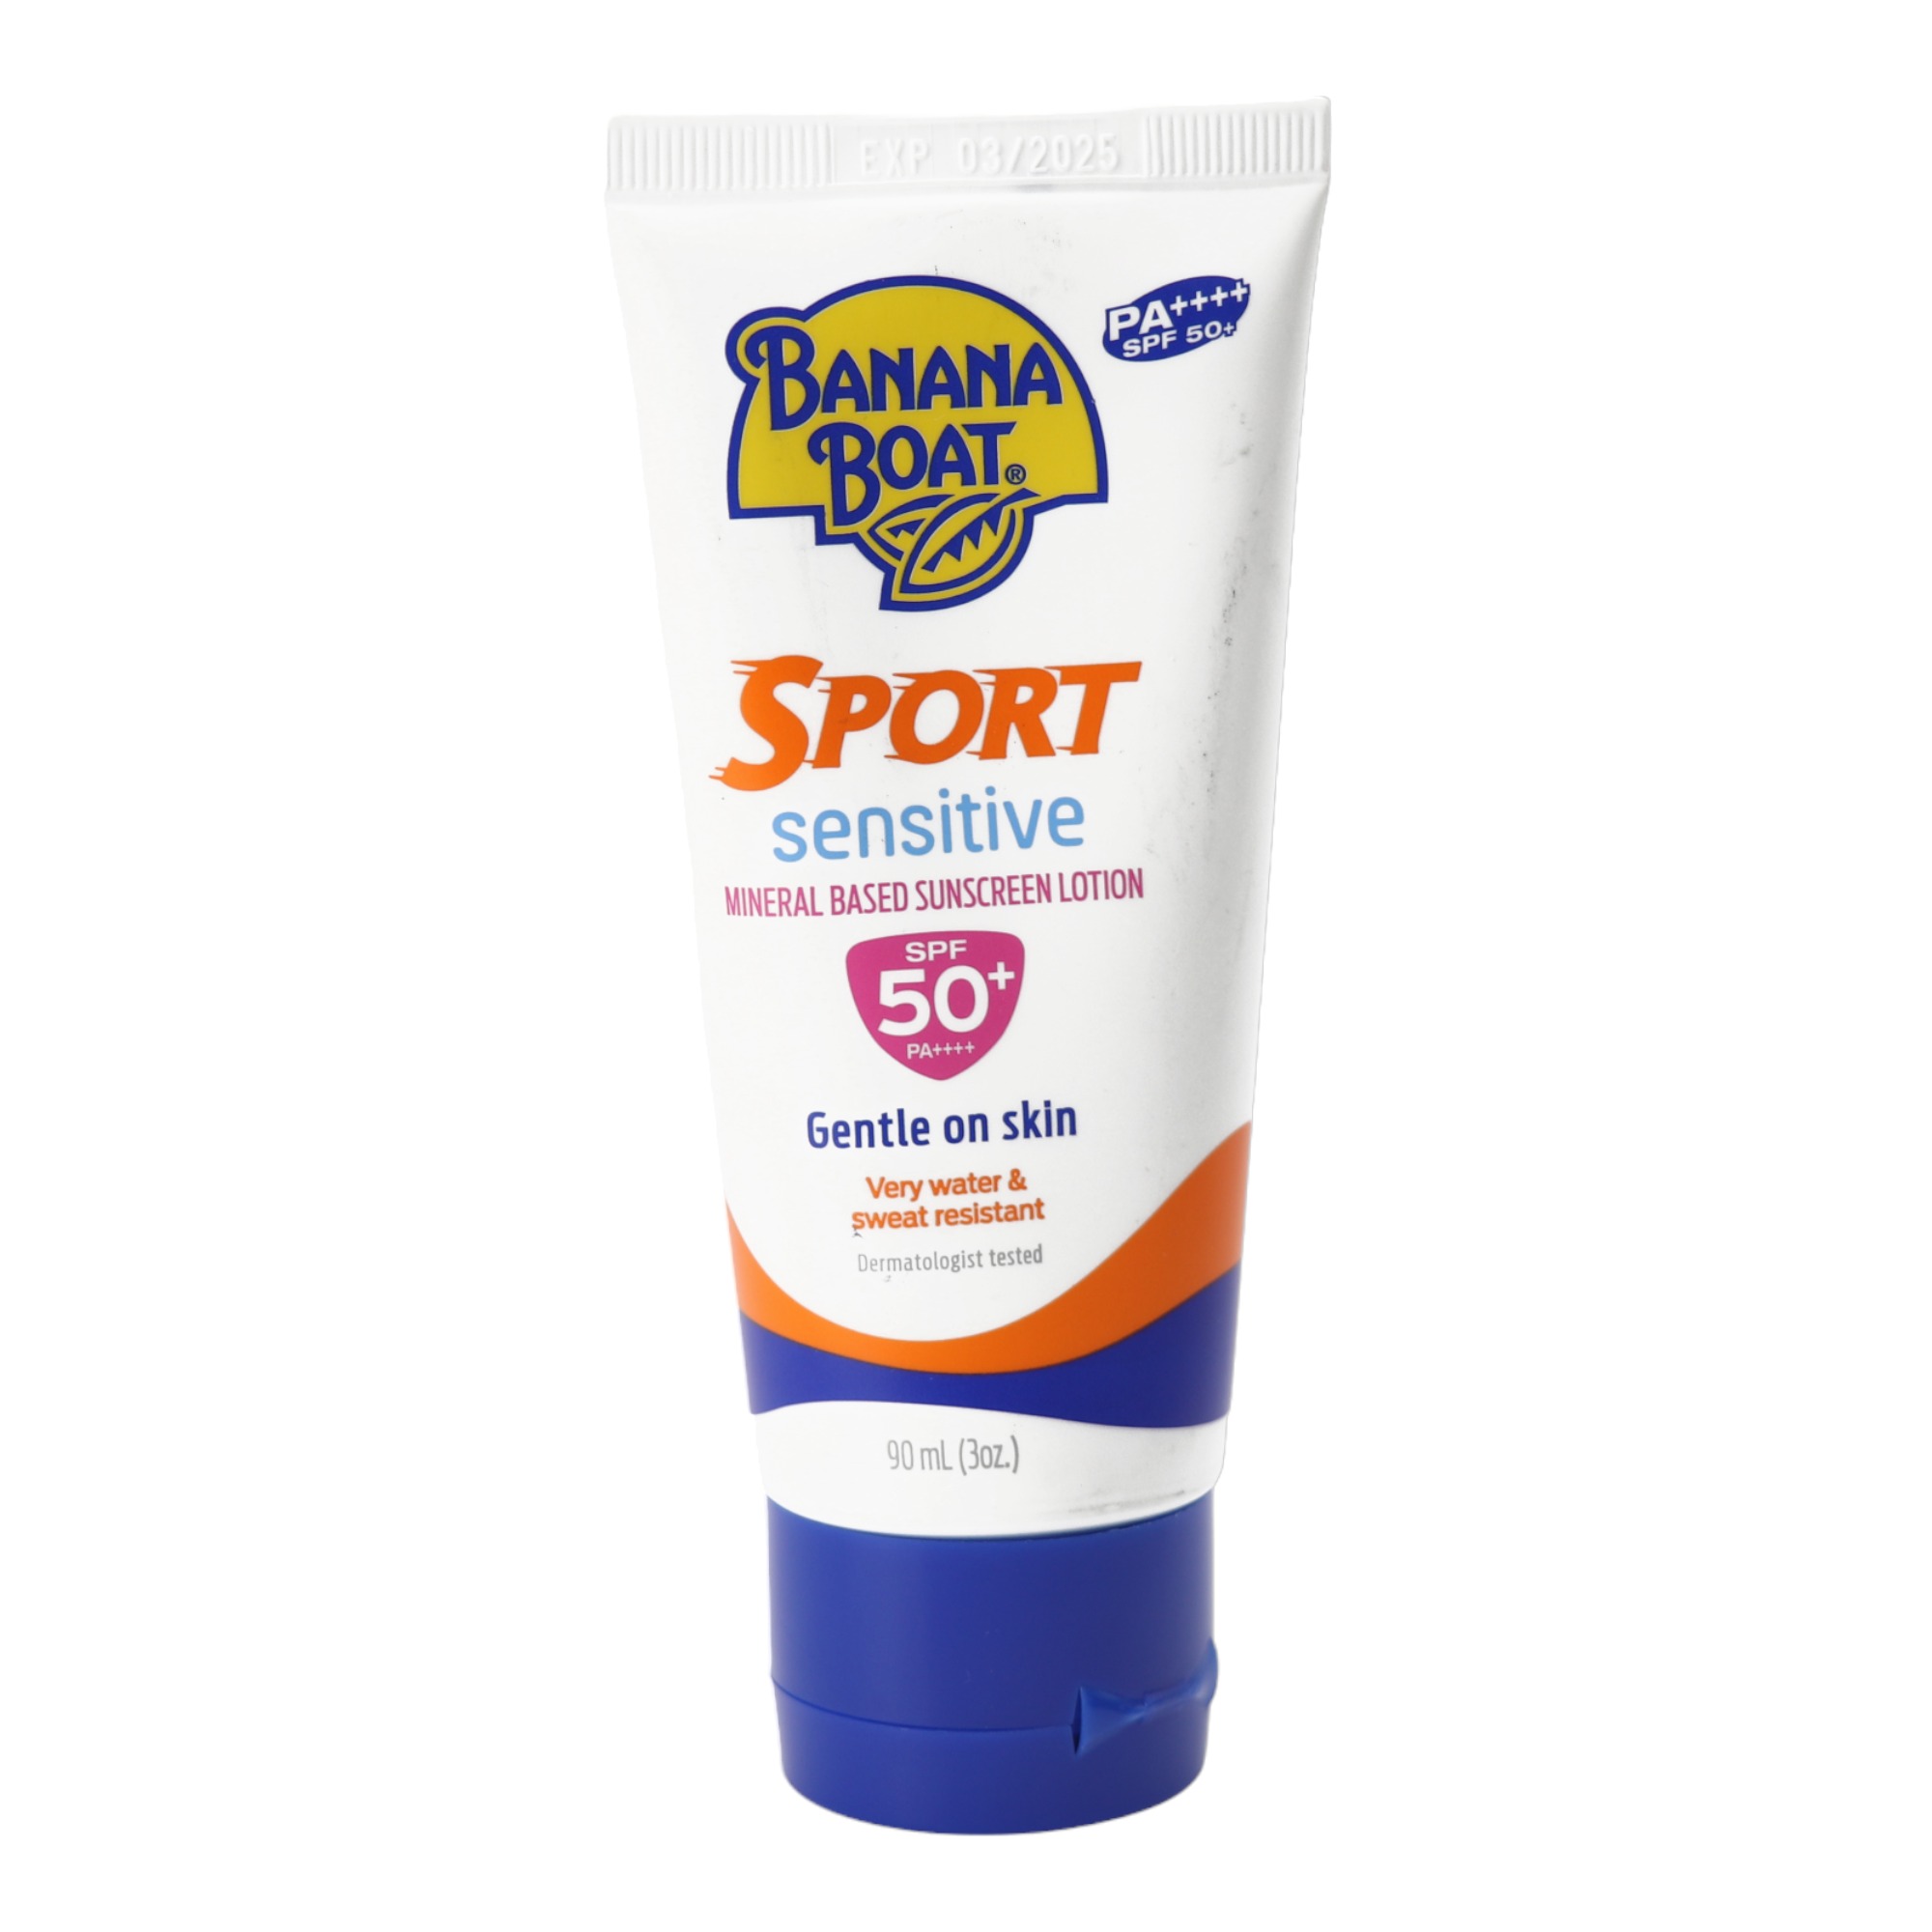 EXP 03/2025
PA++++
SPF 50+
BANANA
BOAT®
SPORT
sensitive
MINERAL BASED SUNSCREEN LOTION
SPF
50+
PA++++
Gentle on skin
Very water &
sweat resistant
Dermatologist tested
90 mL (3oz.)